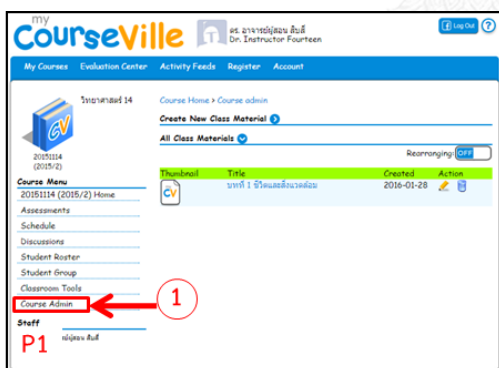 my
CourseVille
ดร. อาจารย์ผู้สอน สิบสี่
Dr. Instructor Fourteen
Log Out
?
My Courses Evaluation Center Activity Feeds Register Account
วิทยาศาสตร์ 14
CV
20151114
(2015/2)
Course Home > Course admin
Create New Class Material
All Class Materials
Rearranging: OFF
Thumbnail Title Created Action
CV บทที่ 1 ชีวิตและสิ่งแวดล้อม 2016-01-28
Course Menu
20151114 (2015/2) Home
Assessments
Schedule
Discussions
Student Roster
Student Group
Classroom Tools
Course Admin
1
Staff
P1
ย์ผู้สอน สิบสี่